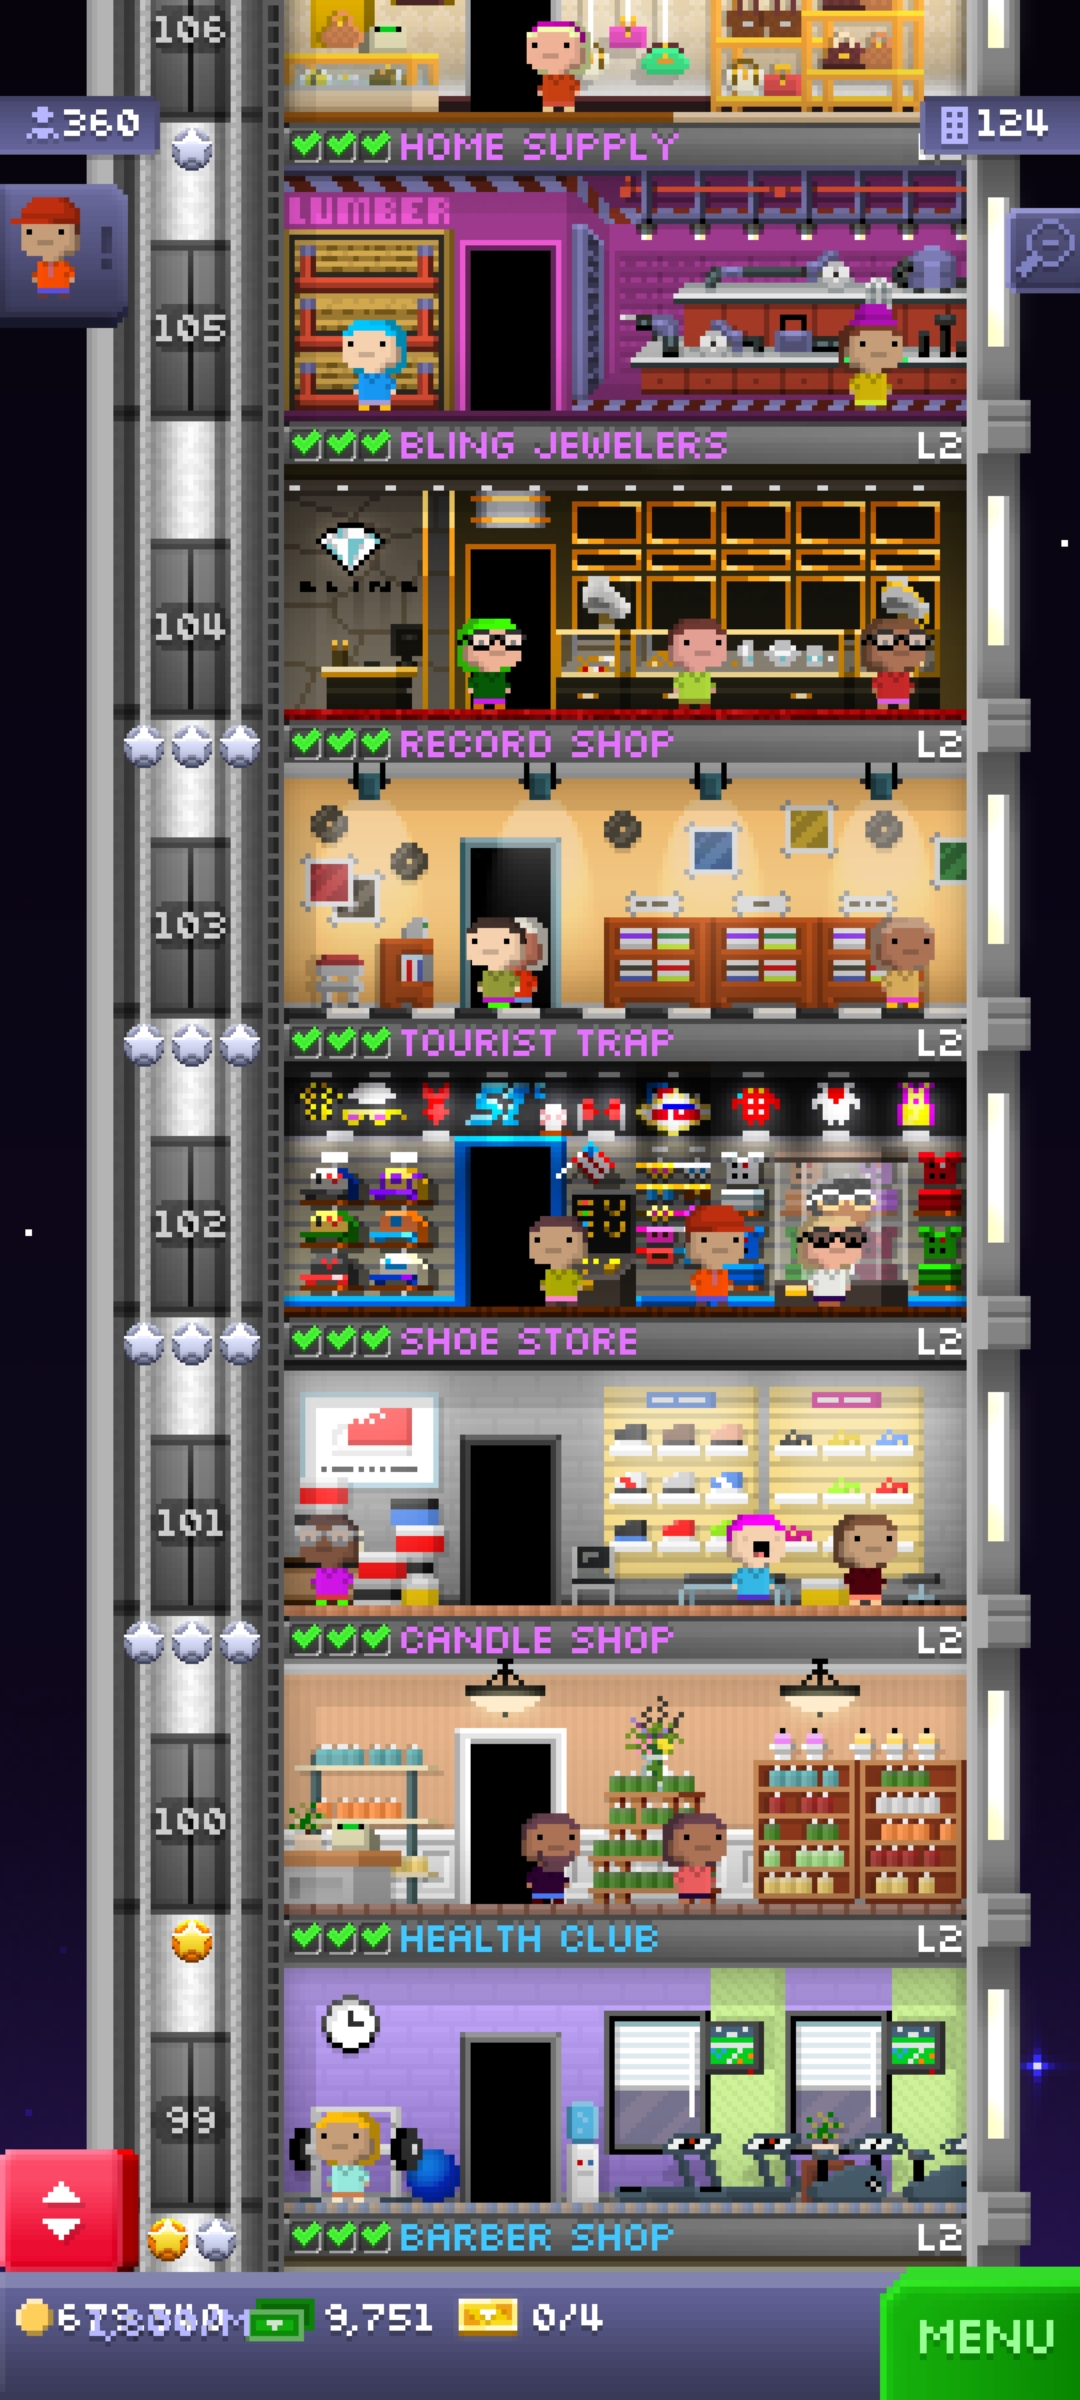 106
360
124
HOME SUPPLY
LUMBER
105
BLING JEWELERS L2
BLING
104
RECORD SHOP L2
103
TOURIST TRAP L2
102
SHOE STORE L2
101
CANDLE SHOP L2
100
HEALTH CLUB L2
99
BARBER SHOP L2
9,751
0/4
MENU